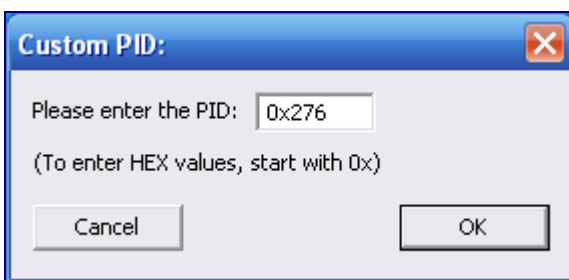 Custom PID:
Please enter the PID: 0x276
(To enter HEX values, start with 0x)
Cancel OK